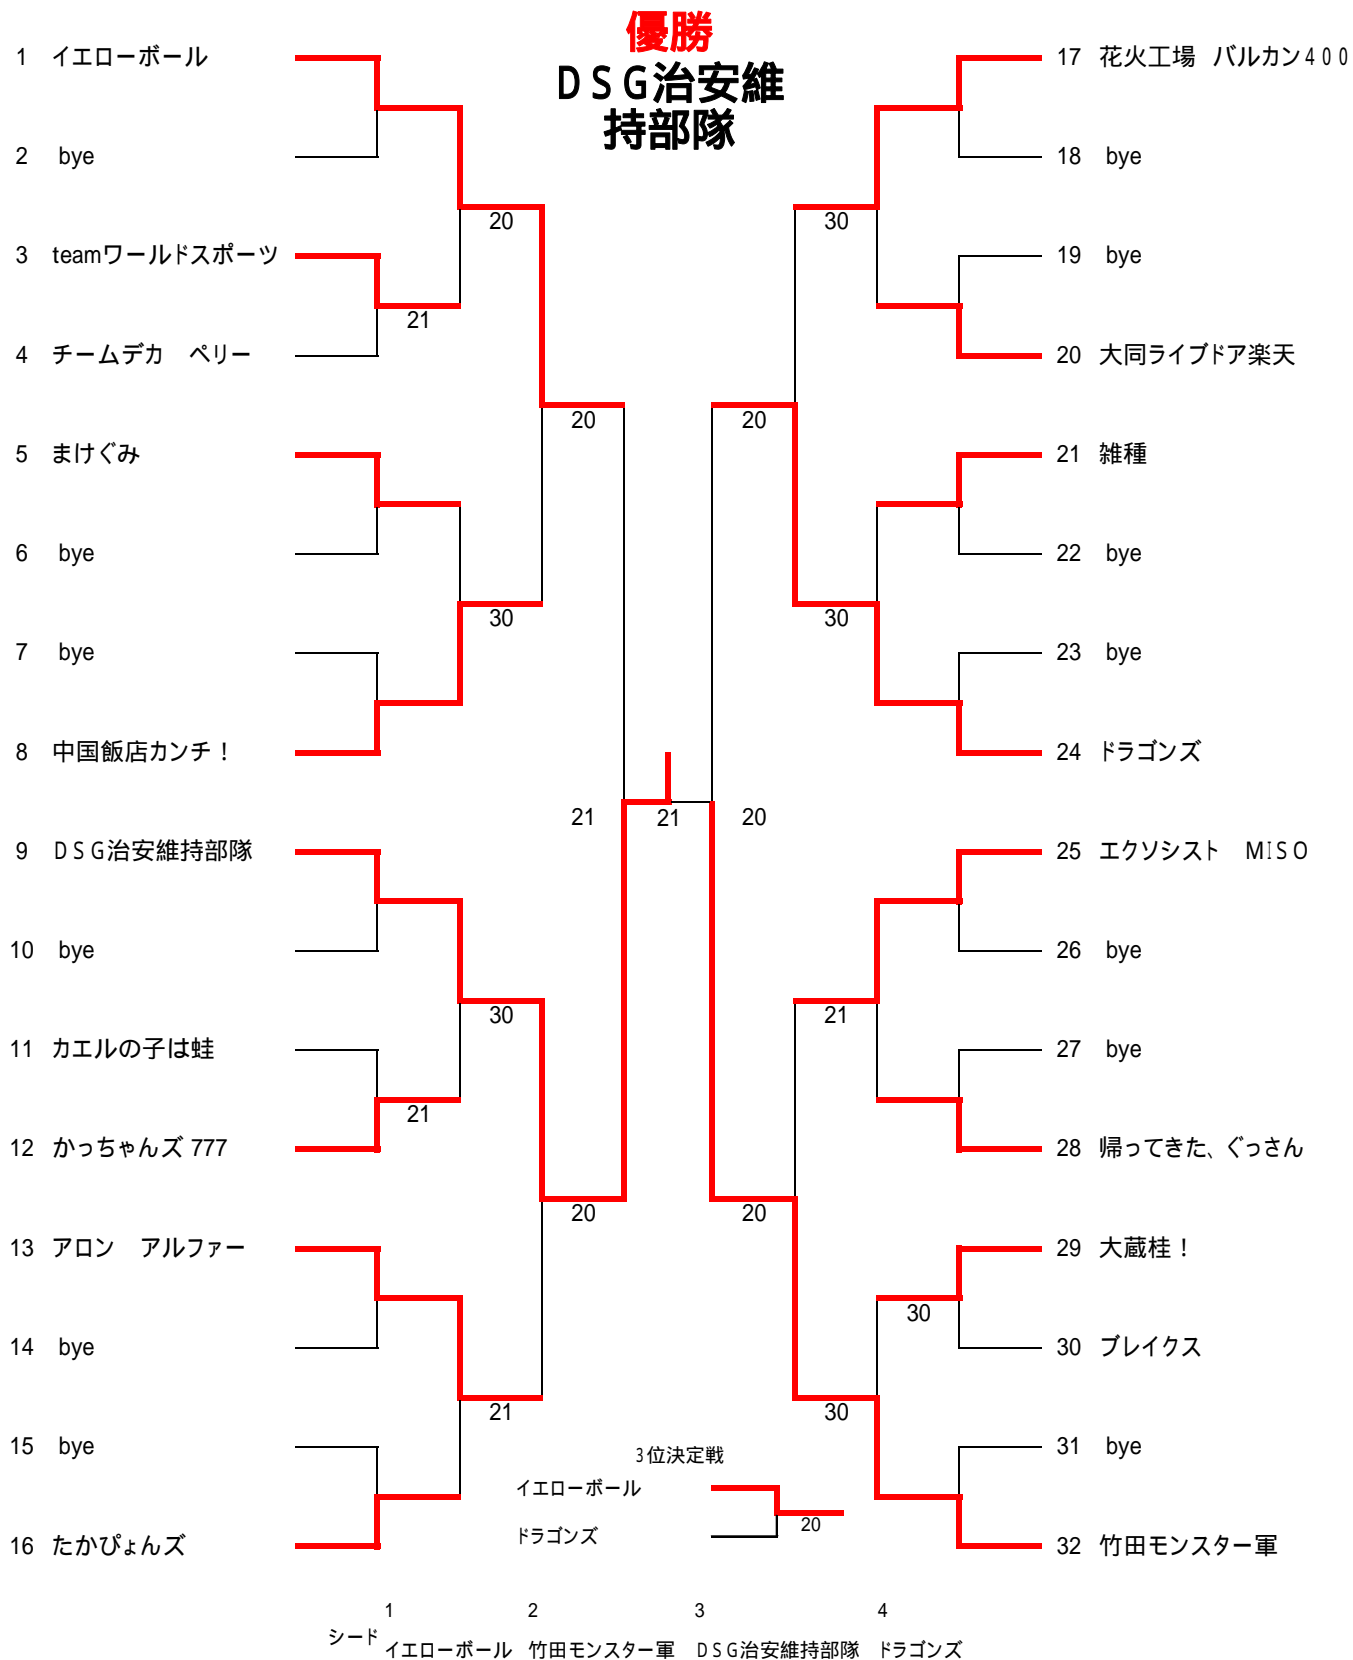 優勝
DSG治安維
持部隊
1 イエローボール
2 bye
3 teamワールドスポーツ
4 チームデカ　ペリー
5 まけぐみ
6 bye
7 bye
8 中国飯店カンチ！
9 DSG治安維持部隊
10 bye
11 カエルの子は蛙
12 かっちゃんズ 777
13 アロン　アルファー
14 bye
15 bye
16 たかぴょんズ
20
21
20
30
21
30
21
20
21
21
17 花火工場 バルカン400
18 bye
19 bye
20 大同ライブドア楽天
21 雑種
22 bye
23 bye
24 ドラゴンズ
25 エクソシスト　MISO
26 bye
27 bye
28 帰ってきた、ぐっさん
29 大蔵桂！
30 ブレイクス
31 bye
32 竹田モンスター軍
30
20
30
20
21
20
30
30
3位決定戦
イエローボール
ドラゴンズ
20
1 2 3 4
シード イエローボール 竹田モンスター軍 DSG治安維持部隊 ドラゴンズ